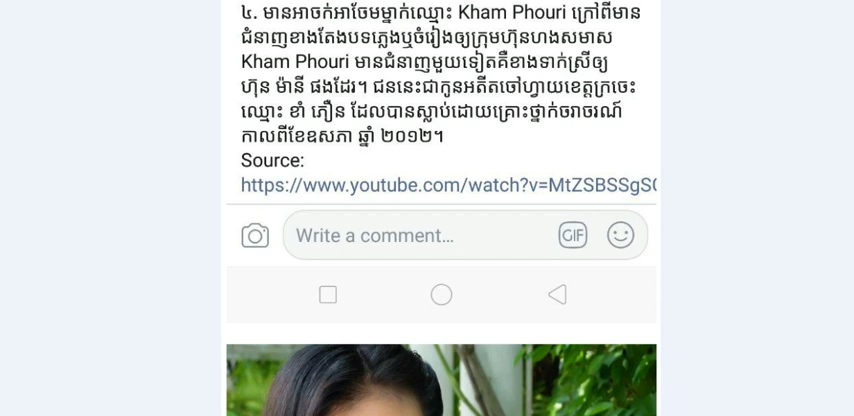 ៤. មានអាចក់អាចែមម្នាក់ឈ្មោះ Kham Phouri ក្រៅពីមាន
ជំនាញខាងតែងបទភ្លេងឬចំរៀងឲ្យក្រុមហ៊ុនហងសមាស
Kham Phouri មានជំនាញមួយទៀតគឺខាងទាក់ស្រីឲ្យ
ហ៊ុន ម៉ានី ផងដែរ។ ជននេះជាកូនអតីតចៅហ្វាយខេត្តក្រចេះ
ឈ្មោះ ខាំ ភឿន ដែលបានស្លាប់ដោយគ្រោះថ្នាក់ចរាចរណ៍
កាលពីខែឧសភា ឆ្នាំ ២០១២។
Source:
https://www.youtube.com/watch?v=MtZSBSSgS
Write a comment...
GIF